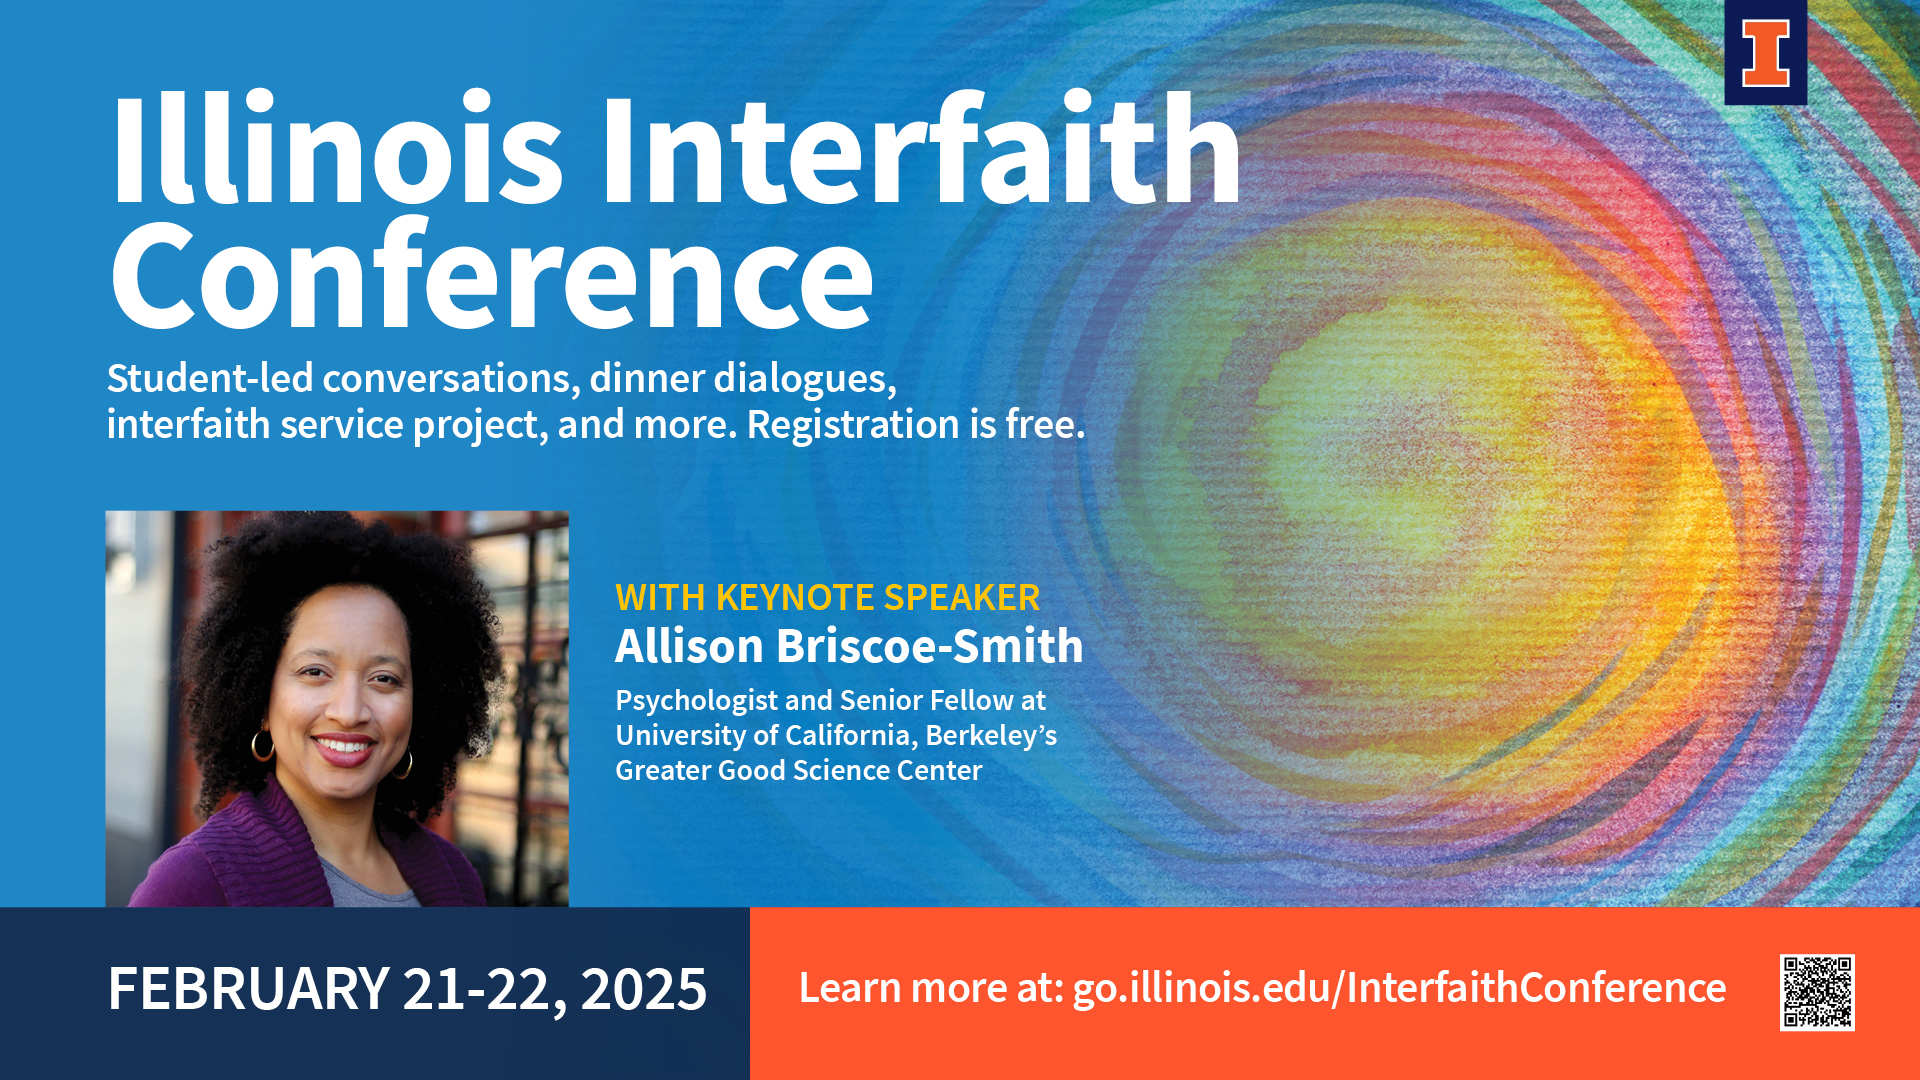 Illinois Interfaith
Conference
Student-led conversations, dinner dialogues,
interfaith service project, and more. Registration is free.
WITH KEYNOTE SPEAKER
Allison Briscoe-Smith
Psychologist and Senior Fellow at
University of California, Berkeley’s
Greater Good Science Center
FEBRUARY 21-22, 2025
Learn more at: go.illinois.edu/InterfaithConference
I